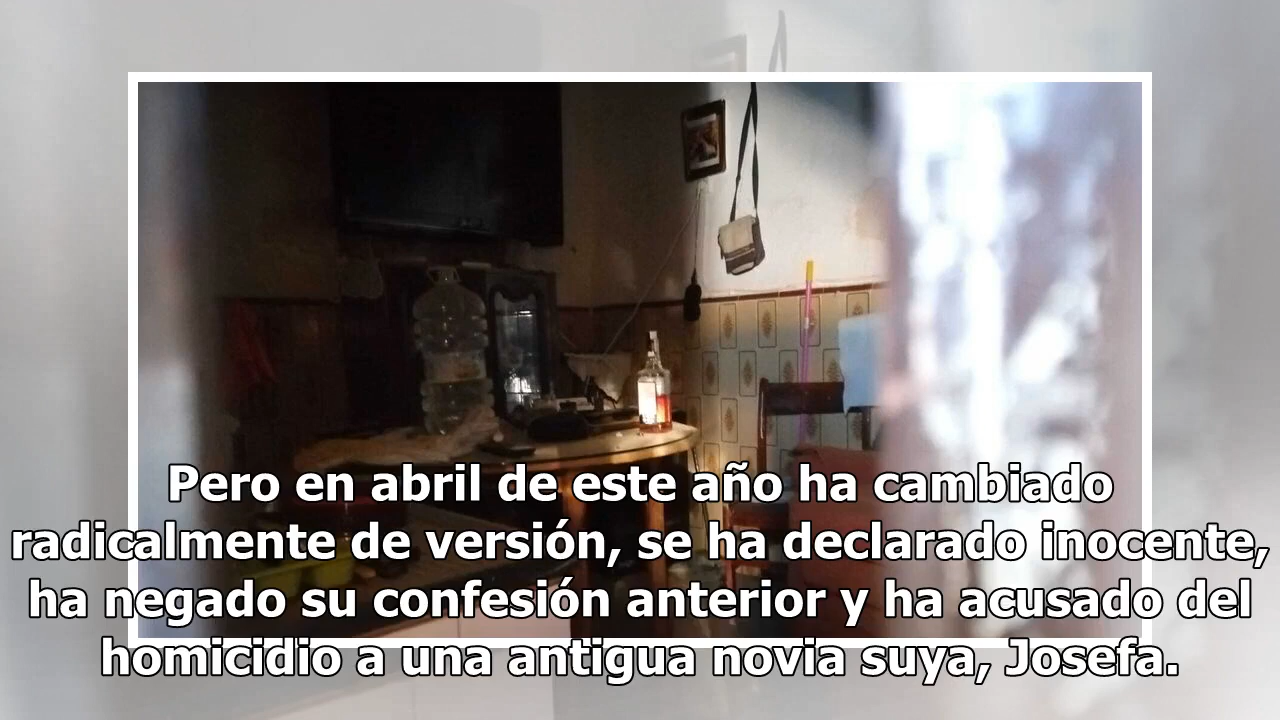 Pero en abril de este año ha cambiado
radicalmente de versión, se ha declarado inocente,
ha negado su confesión anterior y ha acusado del
homicidio a una antigua novia suya, Josefa.